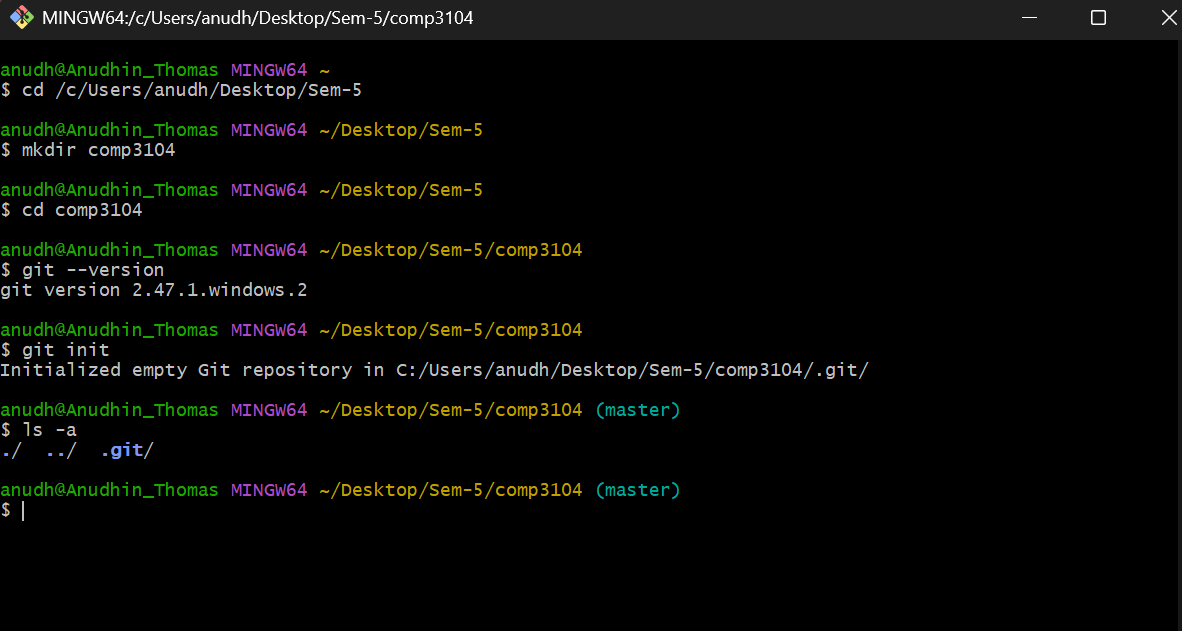 MINGW64:/c/Users/anudh/Desktop/Sem-5/comp3104
anudh@Anudhin_Thomas MINGW64 ~
$ cd /c/Users/anudh/Desktop/Sem-5
anudh@Anudhin_Thomas MINGW64 ~/Desktop/Sem-5
$ mkdir comp3104
anudh@Anudhin_Thomas MINGW64 ~/Desktop/Sem-5
$ cd comp3104
anudh@Anudhin_Thomas MINGW64 ~/Desktop/Sem-5/comp3104
$ git --version
git version 2.47.1.windows.2
anudh@Anudhin_Thomas MINGW64 ~/Desktop/Sem-5/comp3104
$ git init
Initialized empty Git repository in C:/Users/anudh/Desktop/Sem-5/comp3104/.git/
anudh@Anudhin_Thomas MINGW64 ~/Desktop/Sem-5/comp3104 (master)
$ ls -a
./  ../  .git/
anudh@Anudhin_Thomas MINGW64 ~/Desktop/Sem-5/comp3104 (master)
$